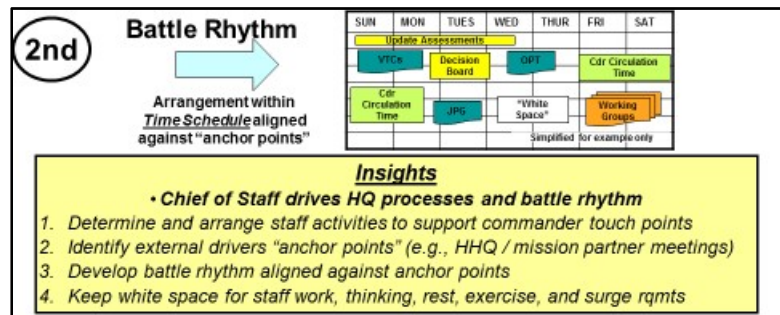 2nd
Battle Rhythm
Arrangement within
Time Schedule aligned
against "anchor points"
SUN MON TUES WED THUR FRI SAT
Update Assessments
VTCs
Decision
Board
OPT
Cdr Circulation
Time
Cdr
Circulation
Time
JPG
"White
Space"
Working
Groups
Simplified for example only
Insights
• Chief of Staff drives HQ processes and battle rhythm
1. Determine and arrange staff activities to support commander touch points
2. Identify external drivers "anchor points" (e.g., HHQ / mission partner meetings)
3. Develop battle rhythm aligned against anchor points
4. Keep white space for staff work, thinking, rest, exercise, and surge rqmts